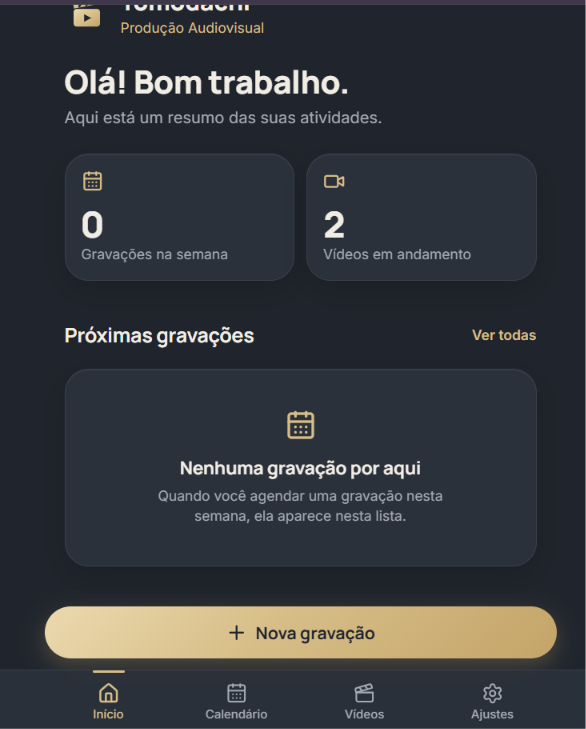 Tomodachi
Produção Audiovisual
Olá! Bom trabalho.
Aqui está um resumo das suas atividades.
0
Gravações na semana
2
Vídeos em andamento
Próximas gravações
Ver todas
Nenhuma gravação por aqui
Quando você agendar uma gravação nesta
semana, ela aparece nesta lista.
+ Nova gravação
Início
Calendário
Vídeos
Ajustes